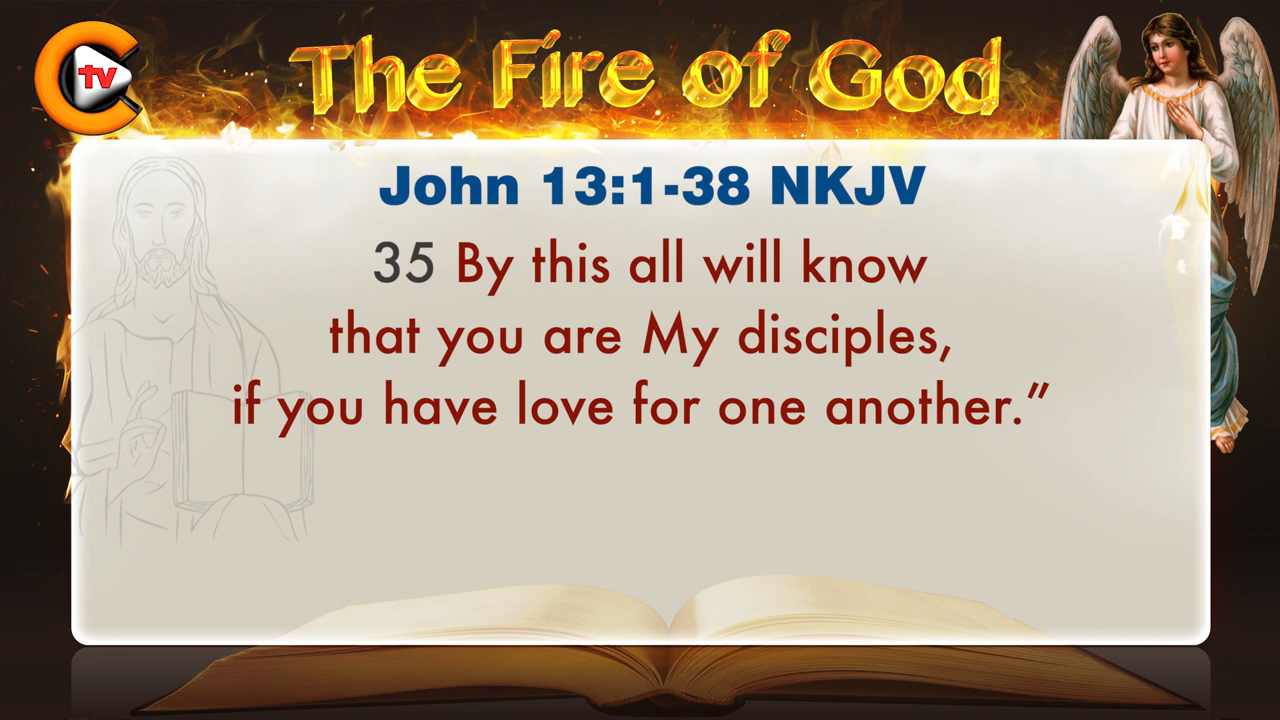 tv
The Fire of God
John 13:1-38 NKJV
35 By this all will know
that you are My disciples,
if you have love for one another.”